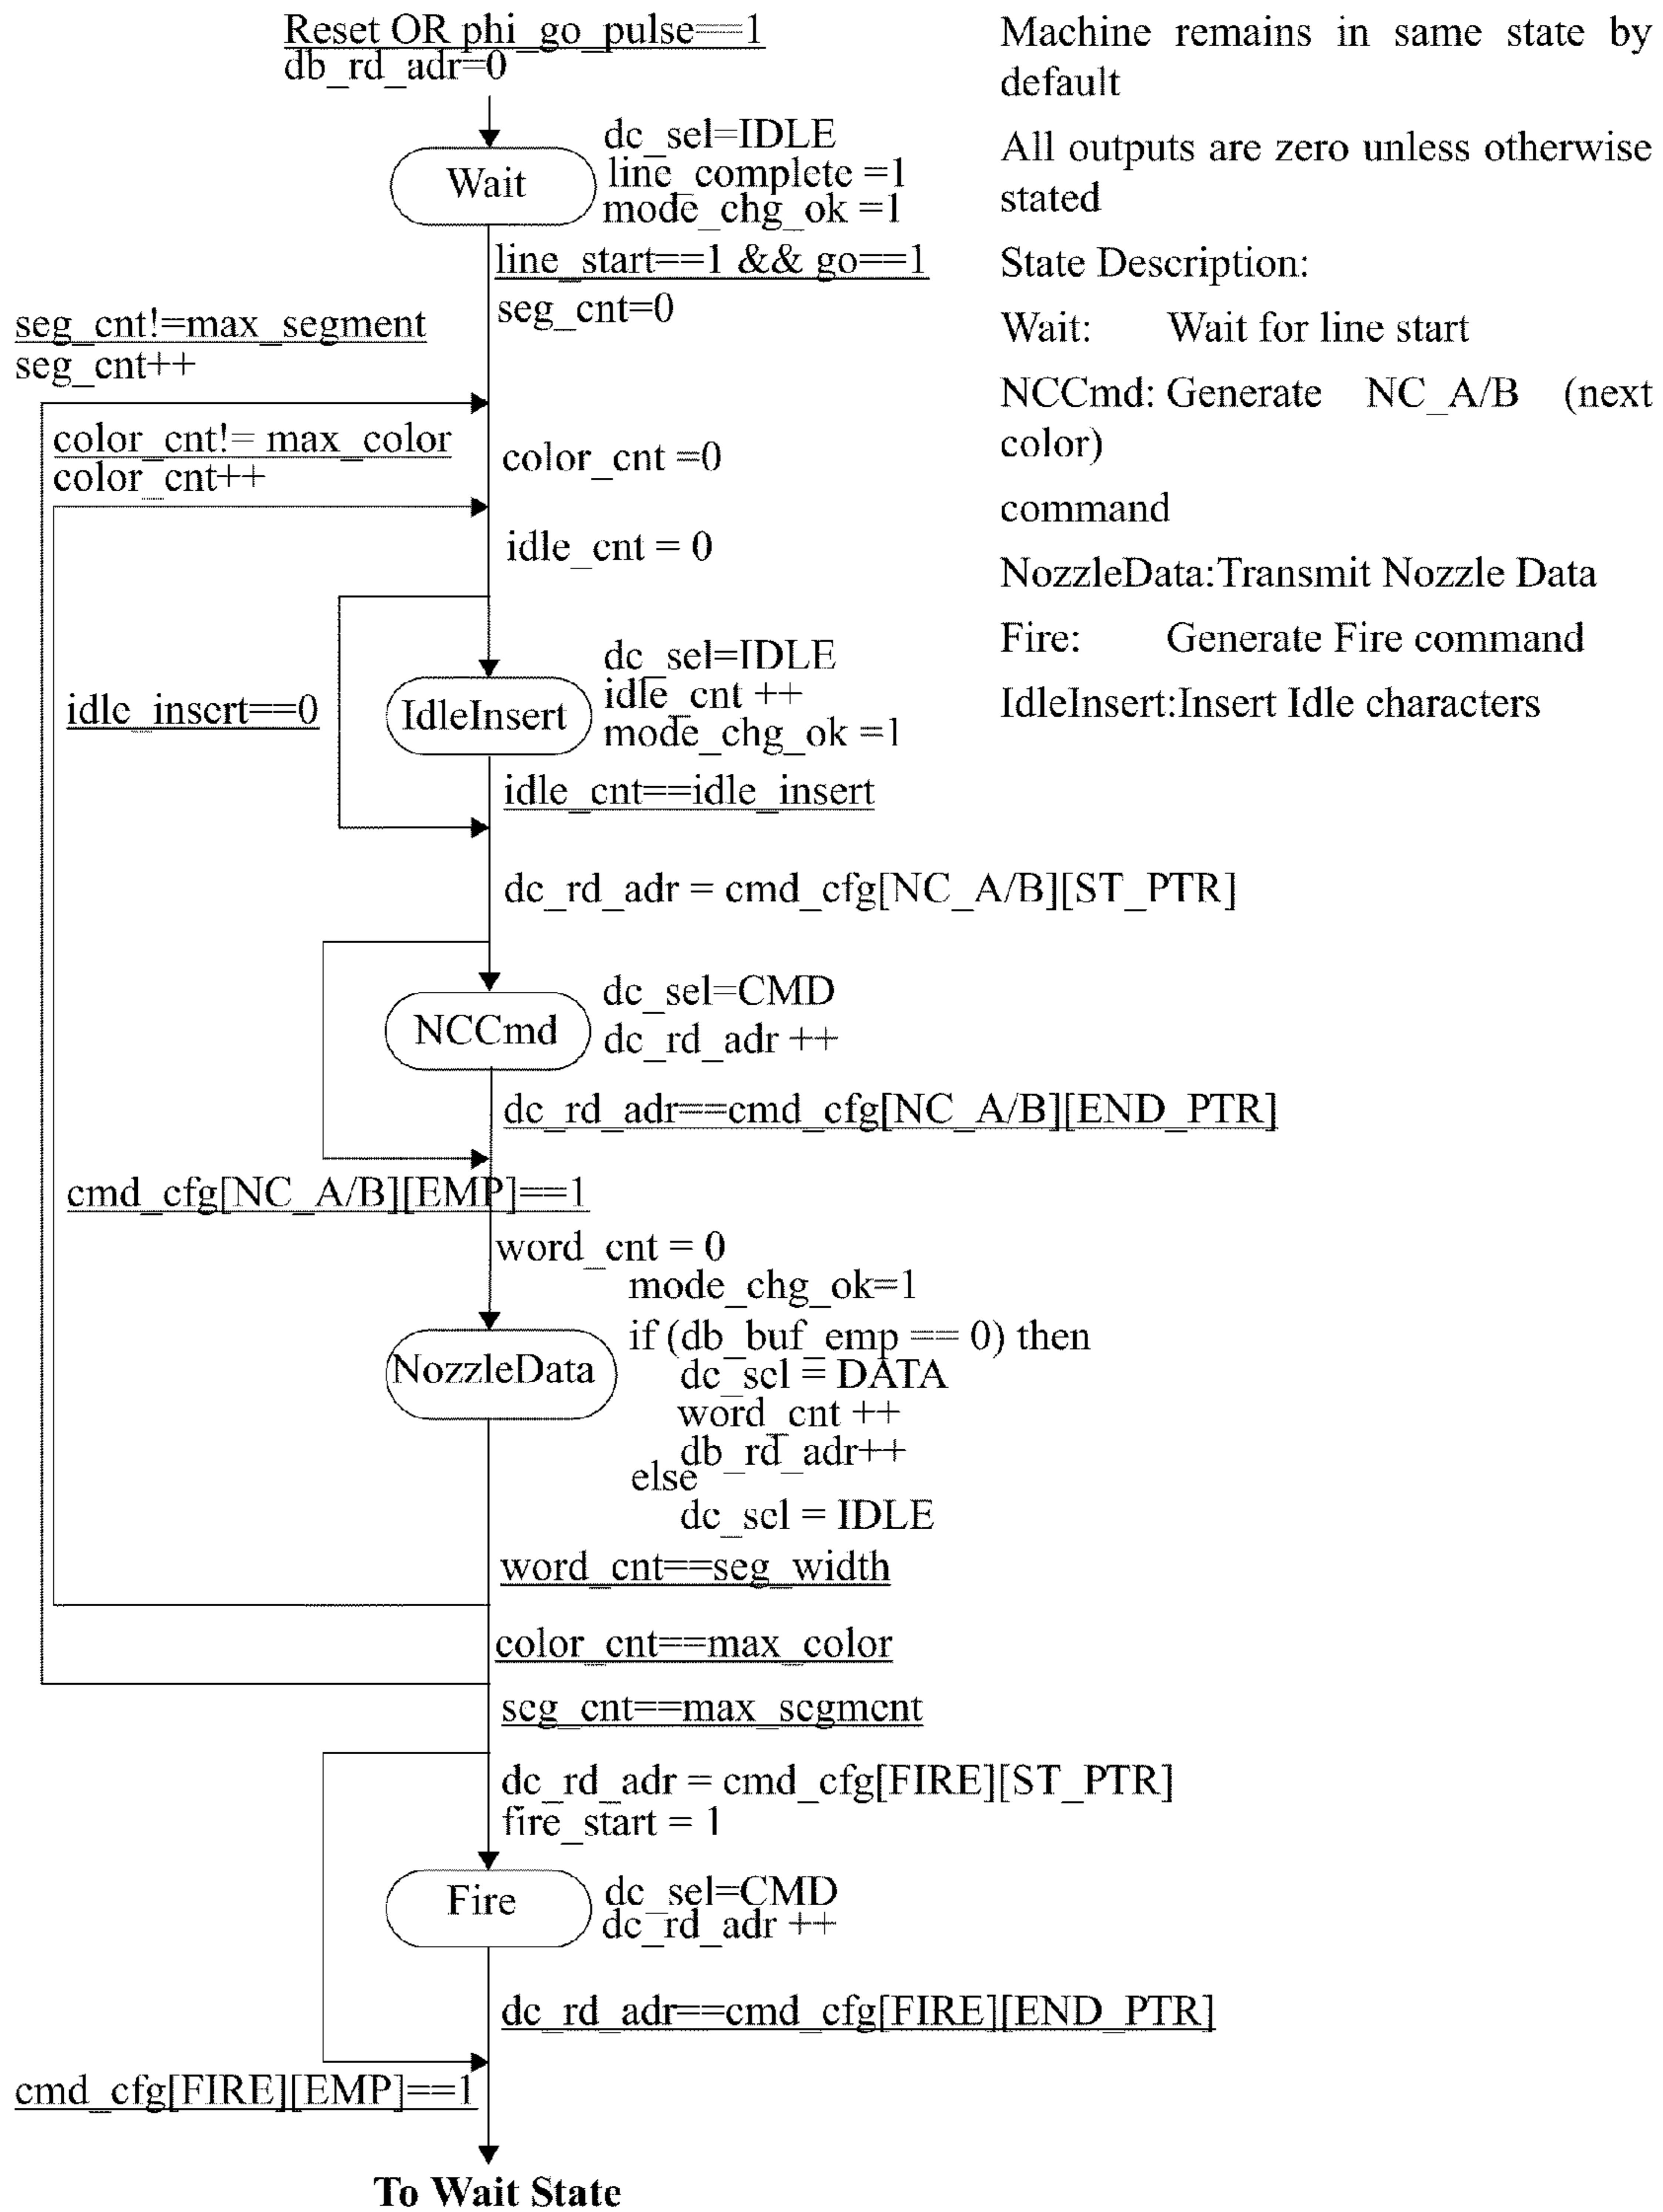 Reset OR phi_go_pulse==1
db_rd_adr=0
dc_sel=IDLE
Wait
line_complete =1
mode_chg_ok =1
line_start==1 && go==1
seg_cnt=0
seg_cnt!=max_segment
seg_cnt++
color_cnt!= max_color
color_cnt++
color_cnt =0
idle_cnt = 0
dc_sel=IDLE
idle_cnt ++
mode_chg_ok =1
IdleInsert
idle_insert==0
idle_cnt==idle_insert
dc_rd_adr = cmd_cfg[NC_A/B][ST_PTR]
dc_sel=CMD
dc_rd_adr ++
NCCmd
dc_rd_adr==cmd_cfg[NC_A/B][END_PTR]
cmd_cfg[NC_A/B][EMP]==1
word_cnt = 0
mode_chg_ok=1
if (db_buf_emp == 0) then
dc_sel = DATA
word_cnt ++
db_rd_adr++
else
dc_sel = IDLE
NozzleData
word_cnt==seg_width
color_cnt==max_color
seg_cnt==max_segment
dc_rd_adr = cmd_cfg[FIRE][ST_PTR]
fire_start = 1
Fire
dc_sel=CMD
dc_rd_adr ++
dc_rd_adr==cmd_cfg[FIRE][END_PTR]
cmd_cfg[FIRE][EMP]==1
To Wait State
Machine remains in same state by
default
All outputs are zero unless otherwise
stated
State Description:
Wait: Wait for line start
NCCmd: Generate NC_A/B (next
color)
command
NozzleData:Transmit Nozzle Data
Fire: Generate Fire command
IdleInsert:Insert Idle characters